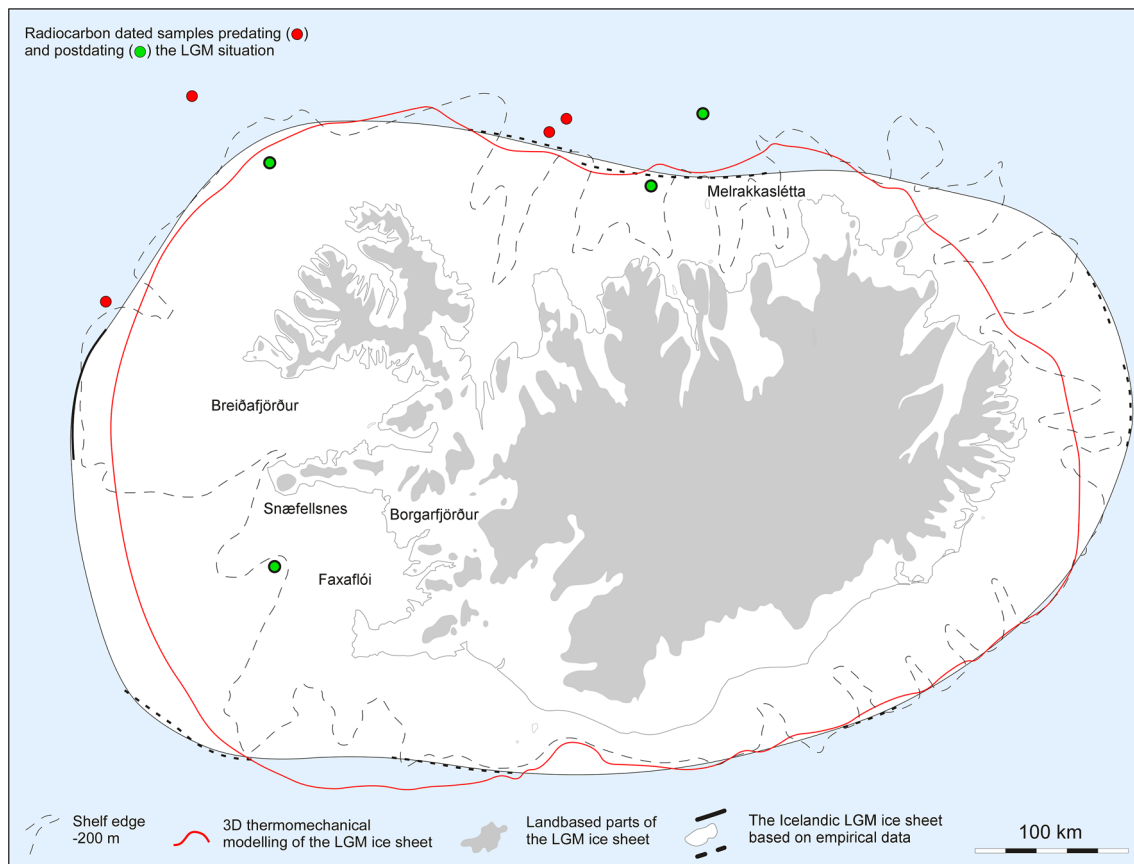 Radiocarbon dated samples predating (●)
and postdating (●) the LGM situation
Melrakkaslétta
Breiðafjörður
Snæfellsnes
Borgarfjörður
Faxaflói
Shelf edge
-200 m
3D thermomechanical
modelling of the LGM ice sheet
Landbased parts of
the LGM ice sheet
The Icelandic LGM ice sheet
based on empirical data
100 km